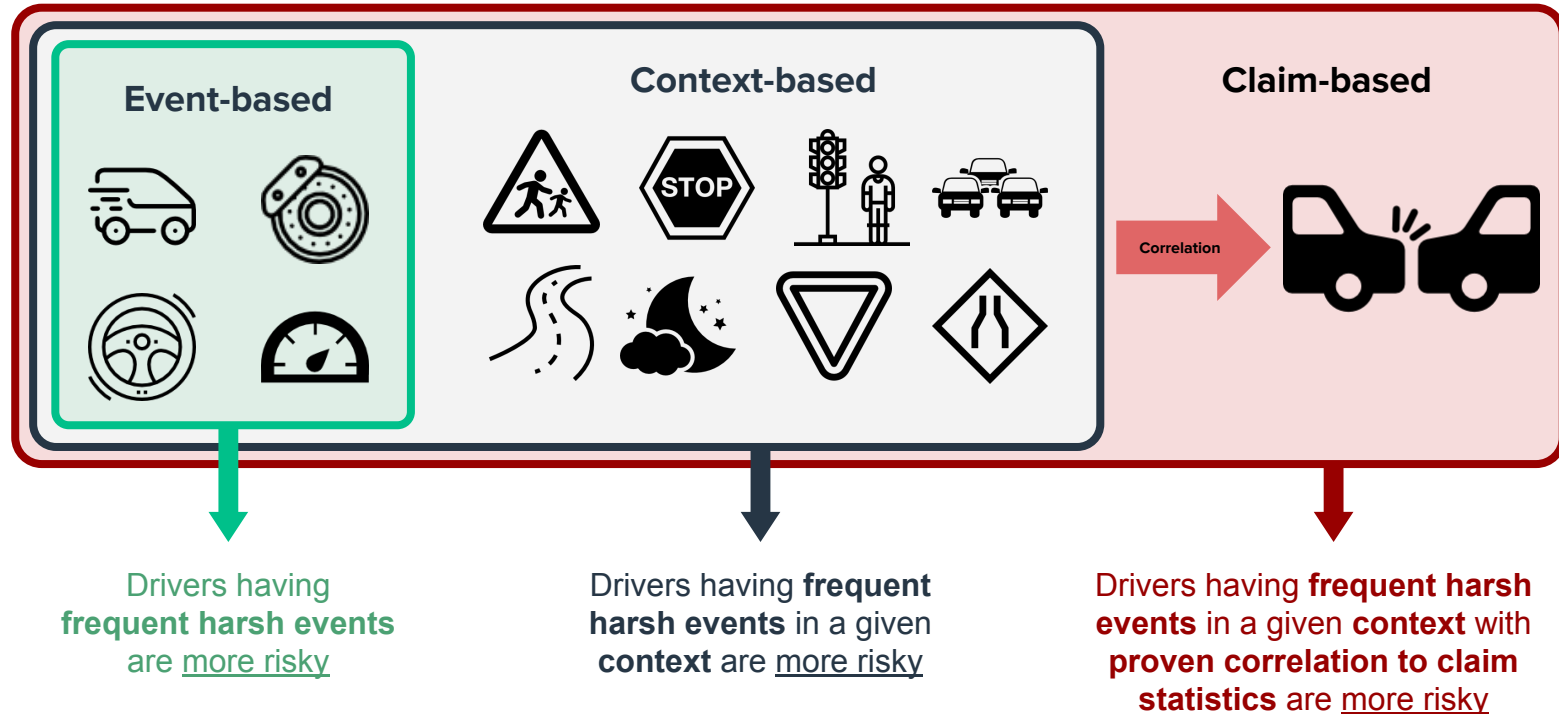 Event-based
Context-based
Claim-based
STOP
Correlation
Drivers having
frequent harsh events
are more risky
Drivers having frequent
harsh events in a given
context are more risky
Drivers having frequent harsh
events in a given context with
proven correlation to claim
statistics are more risky